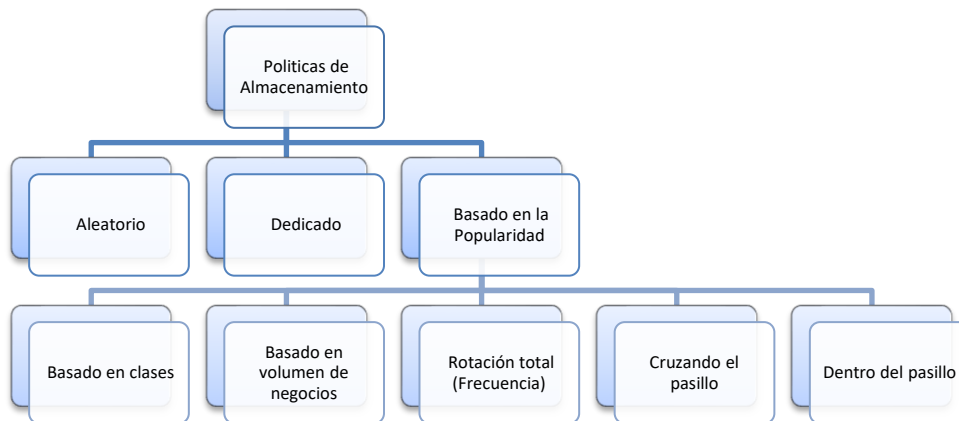 Politicas de
Almacenamiento
Aleatorio
Dedicado
Basado en la
Popularidad
Basado en clases
Basado en
volumen de
negocios
Rotación total
(Frecuencia)
Cruzando el
pasillo
Dentro del pasillo